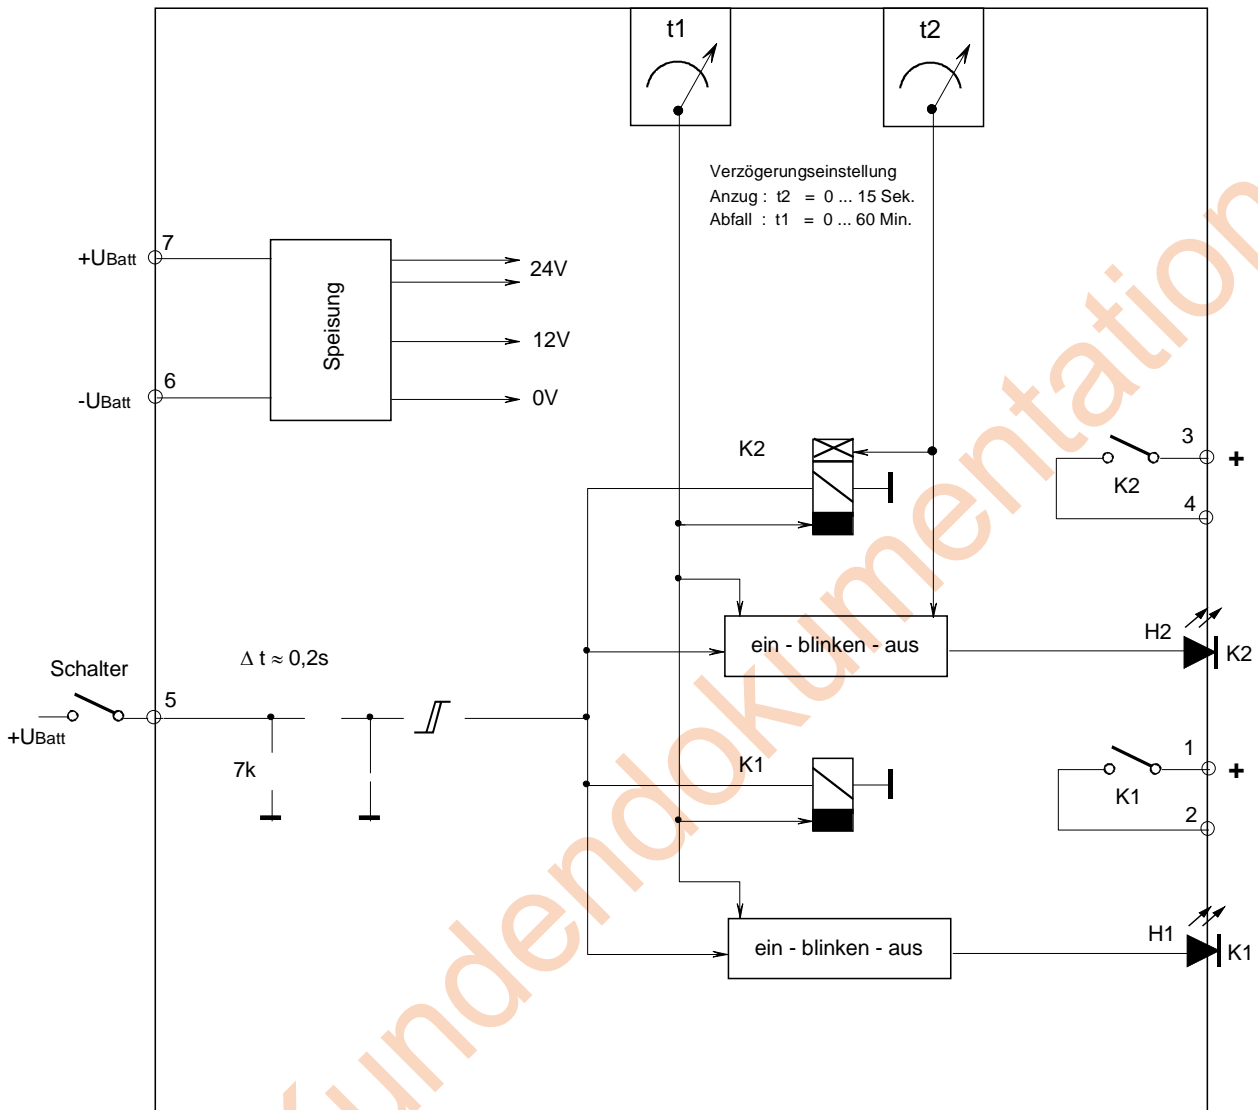 t1
t2
Verzögerungseinstellung
Anzug : t2 = 0 ... 15 Sek.
Abfall : t1 = 0 ... 60 Min.
7
+UBatt
24V
Speisung
12V
6
-UBatt
0V
K2
3
+
K2
4
ein - blinken - aus
H2
K2
Δ t ≈ 0,2s
Schalter
5
+UBatt
7k
K1
1
+
K1
2
ein - blinken - aus
H1
K1
Kundendokumentation